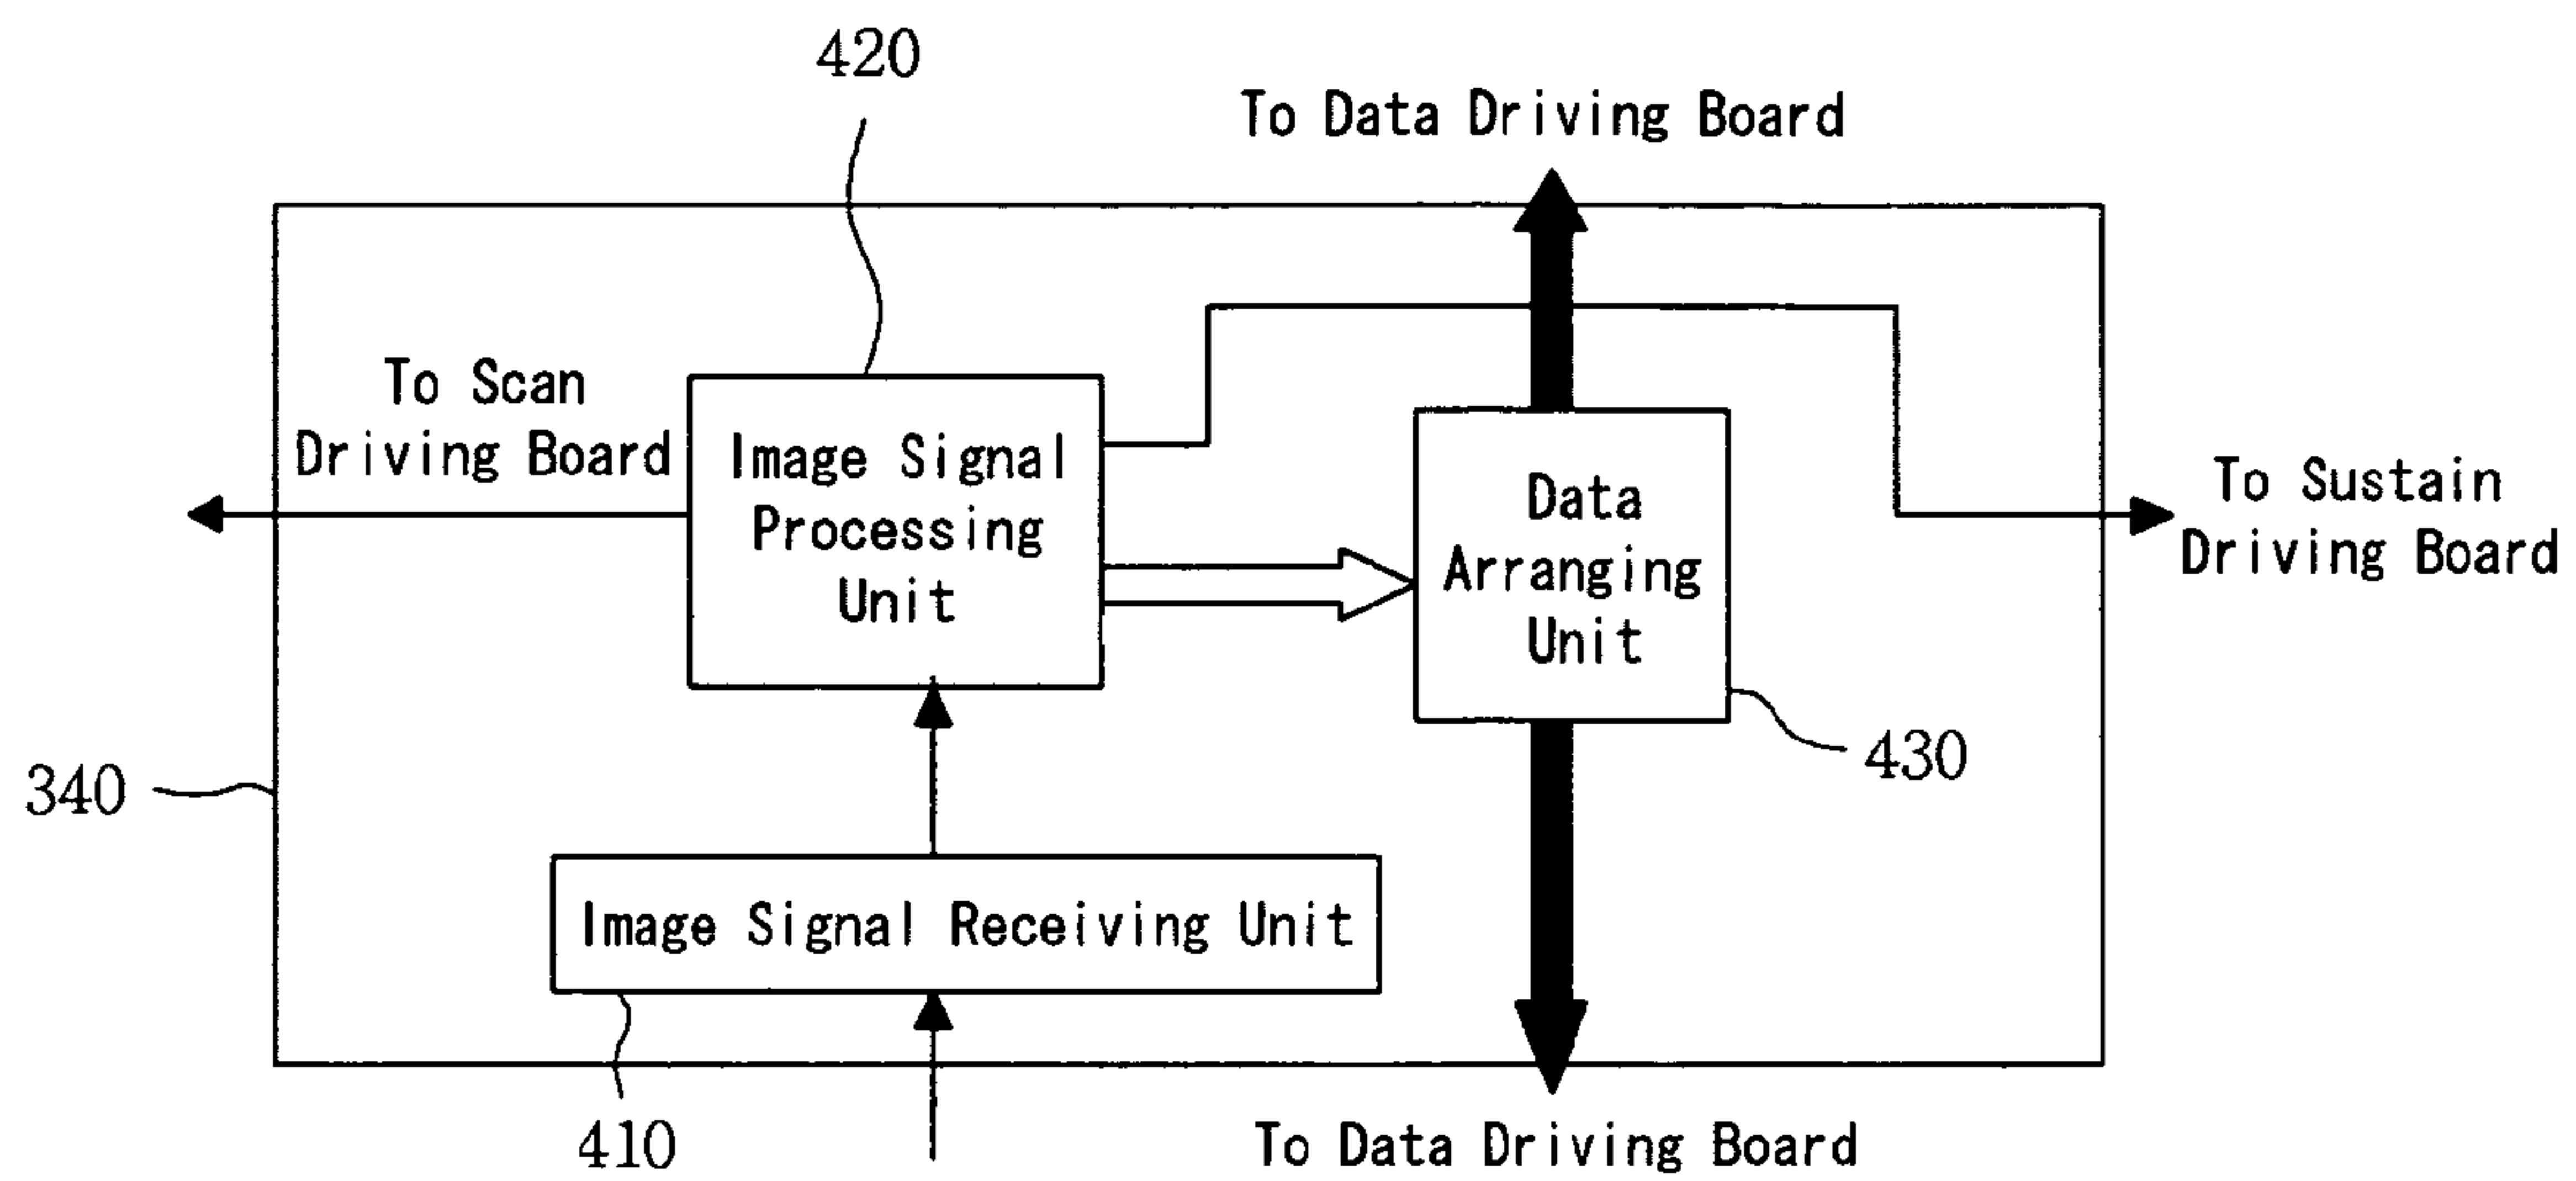 420
To Data Driving Board
To Scan
Driving Board
Image Signal
Processing
Unit
Data
Arranging
Unit
To Sustain
Driving Board
430
340
Image Signal Receiving Unit
410
To Data Driving Board